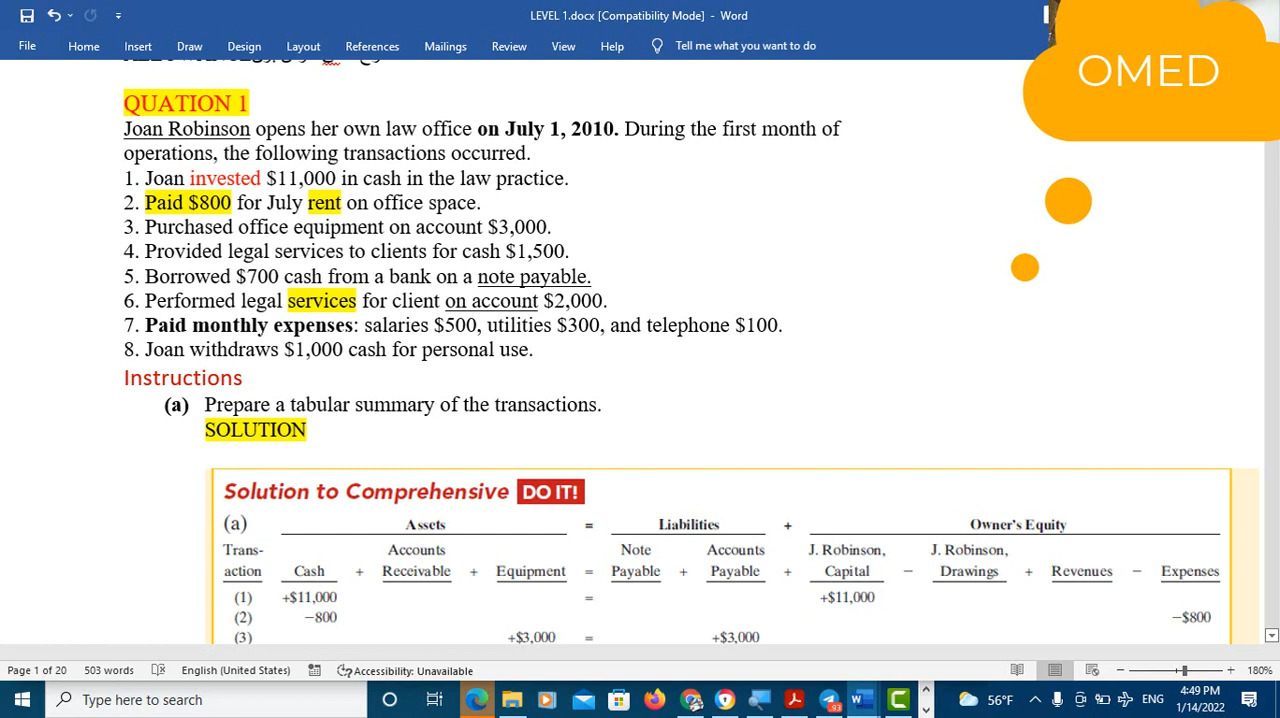 LEVEL 1.docx [Compatibility Mode] - Word
File Home Insert Draw Design Layout References Mailings Review View Help Tell me what you want to do
OMED
QUATION 1
Joan Robinson opens her own law office on July 1, 2010. During the first month of
operations, the following transactions occurred.
1. Joan invested $11,000 in cash in the law practice.
2. Paid $800 for July rent on office space.
3. Purchased office equipment on account $3,000.
4. Provided legal services to clients for cash $1,500.
5. Borrowed $700 cash from a bank on a note payable.
6. Performed legal services for client on account $2,000.
7. Paid monthly expenses: salaries $500, utilities $300, and telephone $100.
8. Joan withdraws $1,000 cash for personal use.
Instructions
(a) Prepare a tabular summary of the transactions.
SOLUTION
Solution to Comprehensive DO IT!
(a) Assets = Liabilities + Owner's Equity
Trans- Accounts Note Accounts J. Robinson, J. Robinson,
action Cash + Receivable + Equipment = Payable + Payable + Capital − Drawings + Revenues − Expenses
(1) +$11,000 = +$11,000
(2) −800 −$800
(3) +$3,000 = +$3,000
Page 1 of 20 503 words English (United States) Accessibility: Unavailable 180%
Type here to search 93 56°F ENG 4:49 PM
1/14/2022